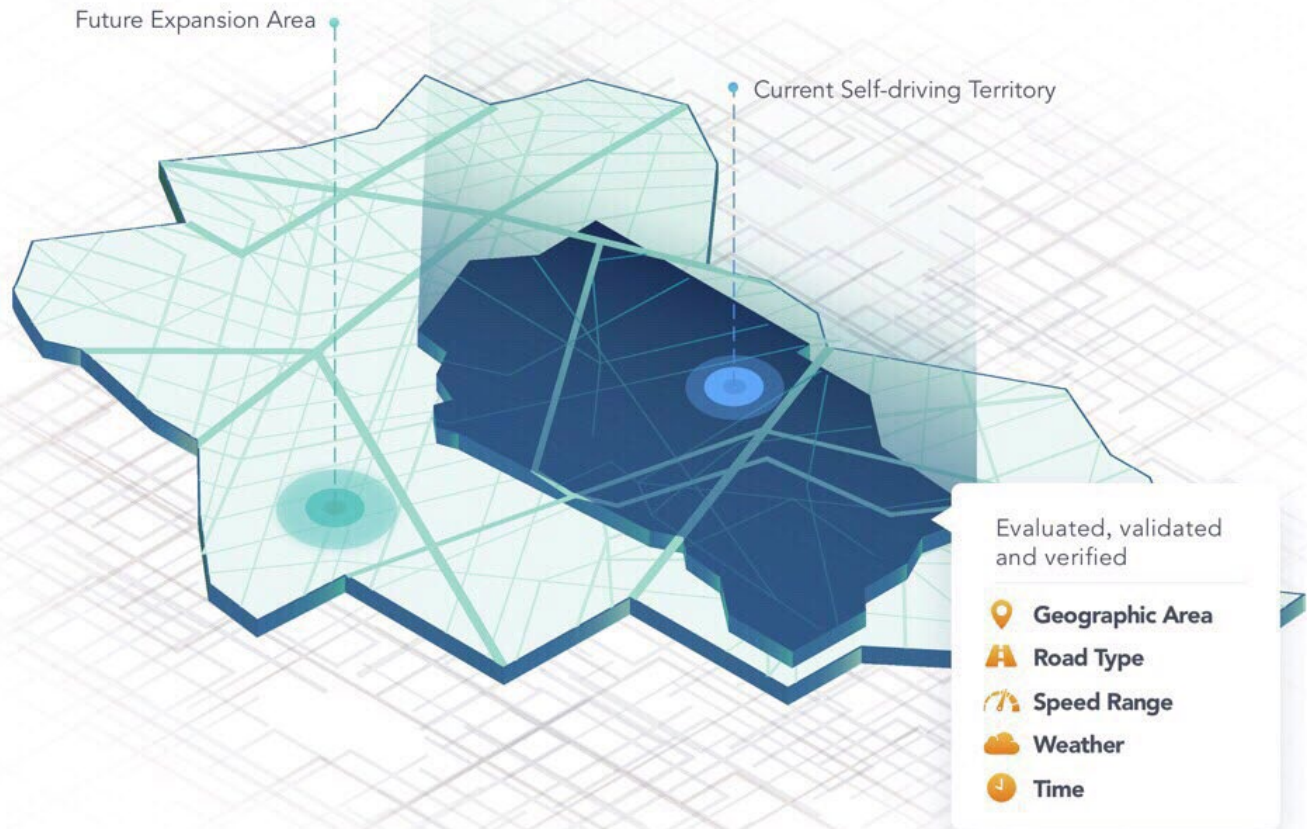 Future Expansion Area
Current Self-driving Territory
Evaluated, validated
and verified
Geographic Area
Road Type
Speed Range
Weather
Time